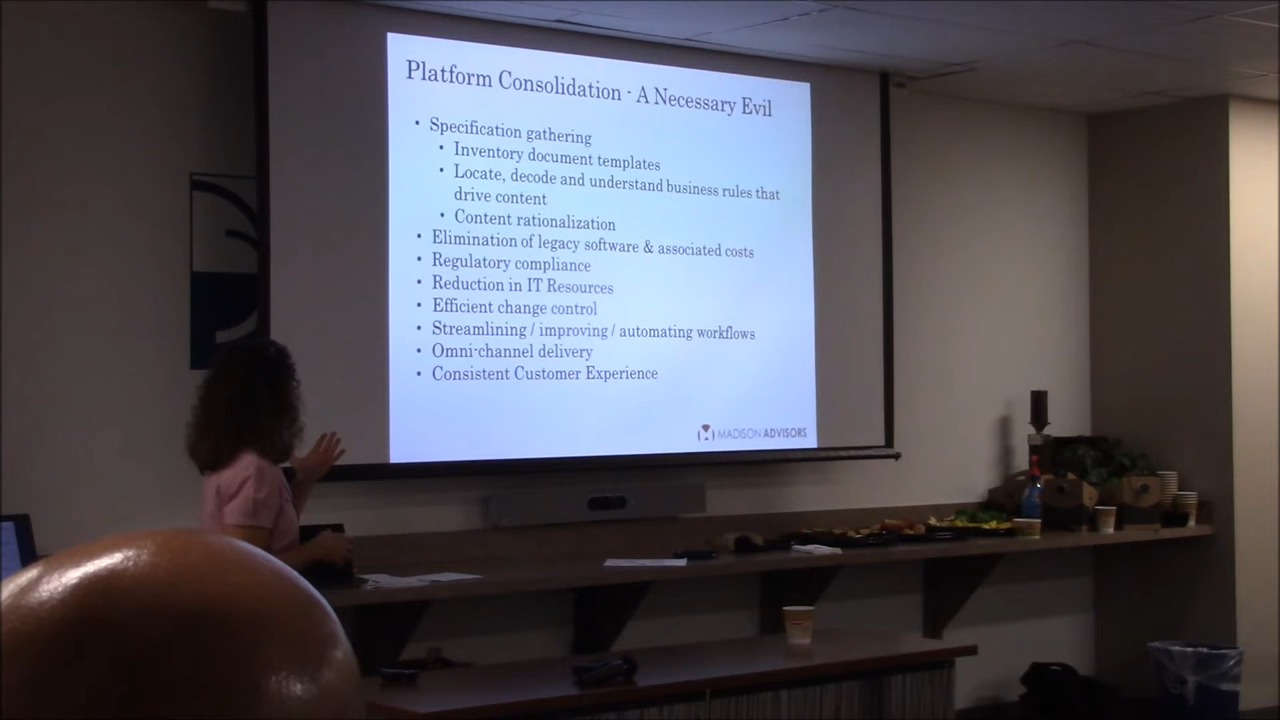 Platform Consolidation - A Necessary Evil
• Specification gathering
• Inventory document templates
• Locate, decode and understand business rules that
drive content
• Content rationalization
• Elimination of legacy software & associated costs
• Regulatory compliance
• Reduction in IT Resources
• Efficient change control
• Streamlining / improving / automating workflows
• Omni-channel delivery
• Consistent Customer Experience
MADISON ADVISORS